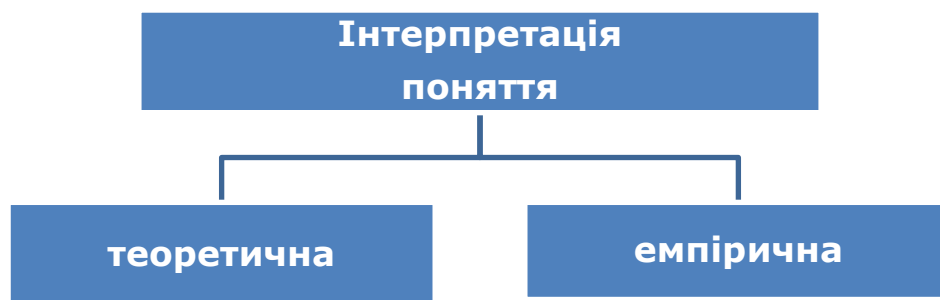 Інтерпретація
поняття
теоретична
емпірична